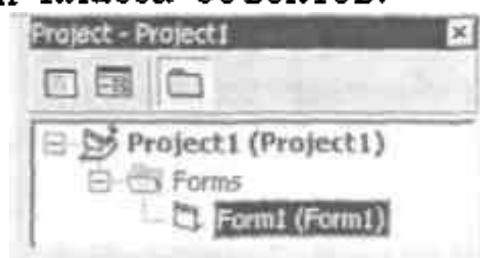 Project - Project1
Project1 (Project1)
Forms
Form1 (Form1)